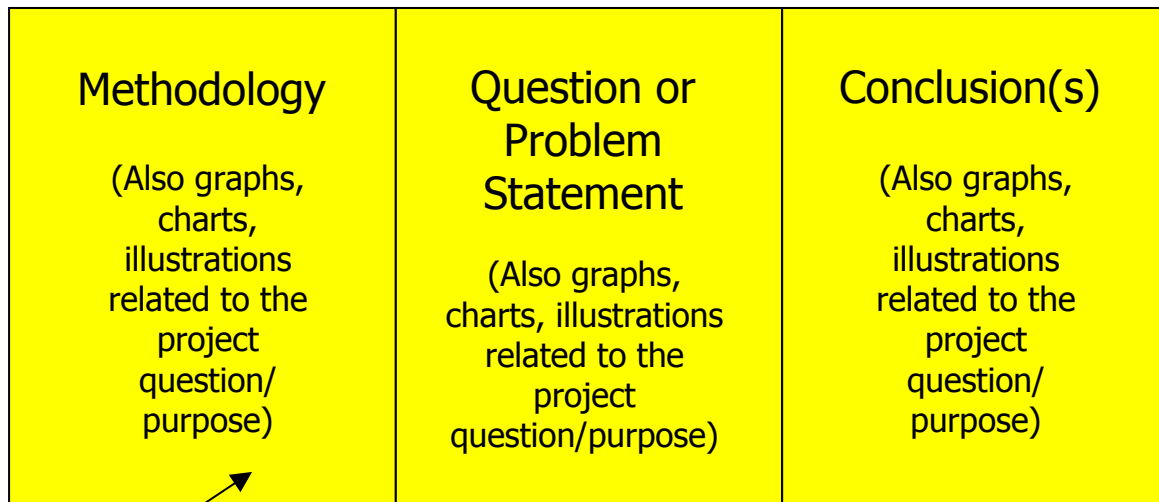 Methodology
(Also graphs,
charts,
illustrations
related to the
project
question/
purpose)
Question or
Problem
Statement
(Also graphs,
charts, illustrations
related to the
project
question/purpose)
Conclusion(s)
(Also graphs,
charts,
illustrations
related to the
project
question/
purpose)